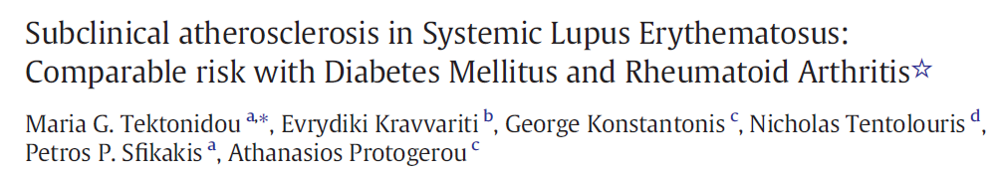 Subclinical atherosclerosis in Systemic Lupus Erythematosus:
Comparable risk with Diabetes Mellitus and Rheumatoid Arthritis☆
Maria G. Tektonidou a,*, Evrydiki Kravvariti b, George Konstantonis c, Nicholas Tentolouris d,
Petros P. Sfikakis a, Athanasios Protogerou c